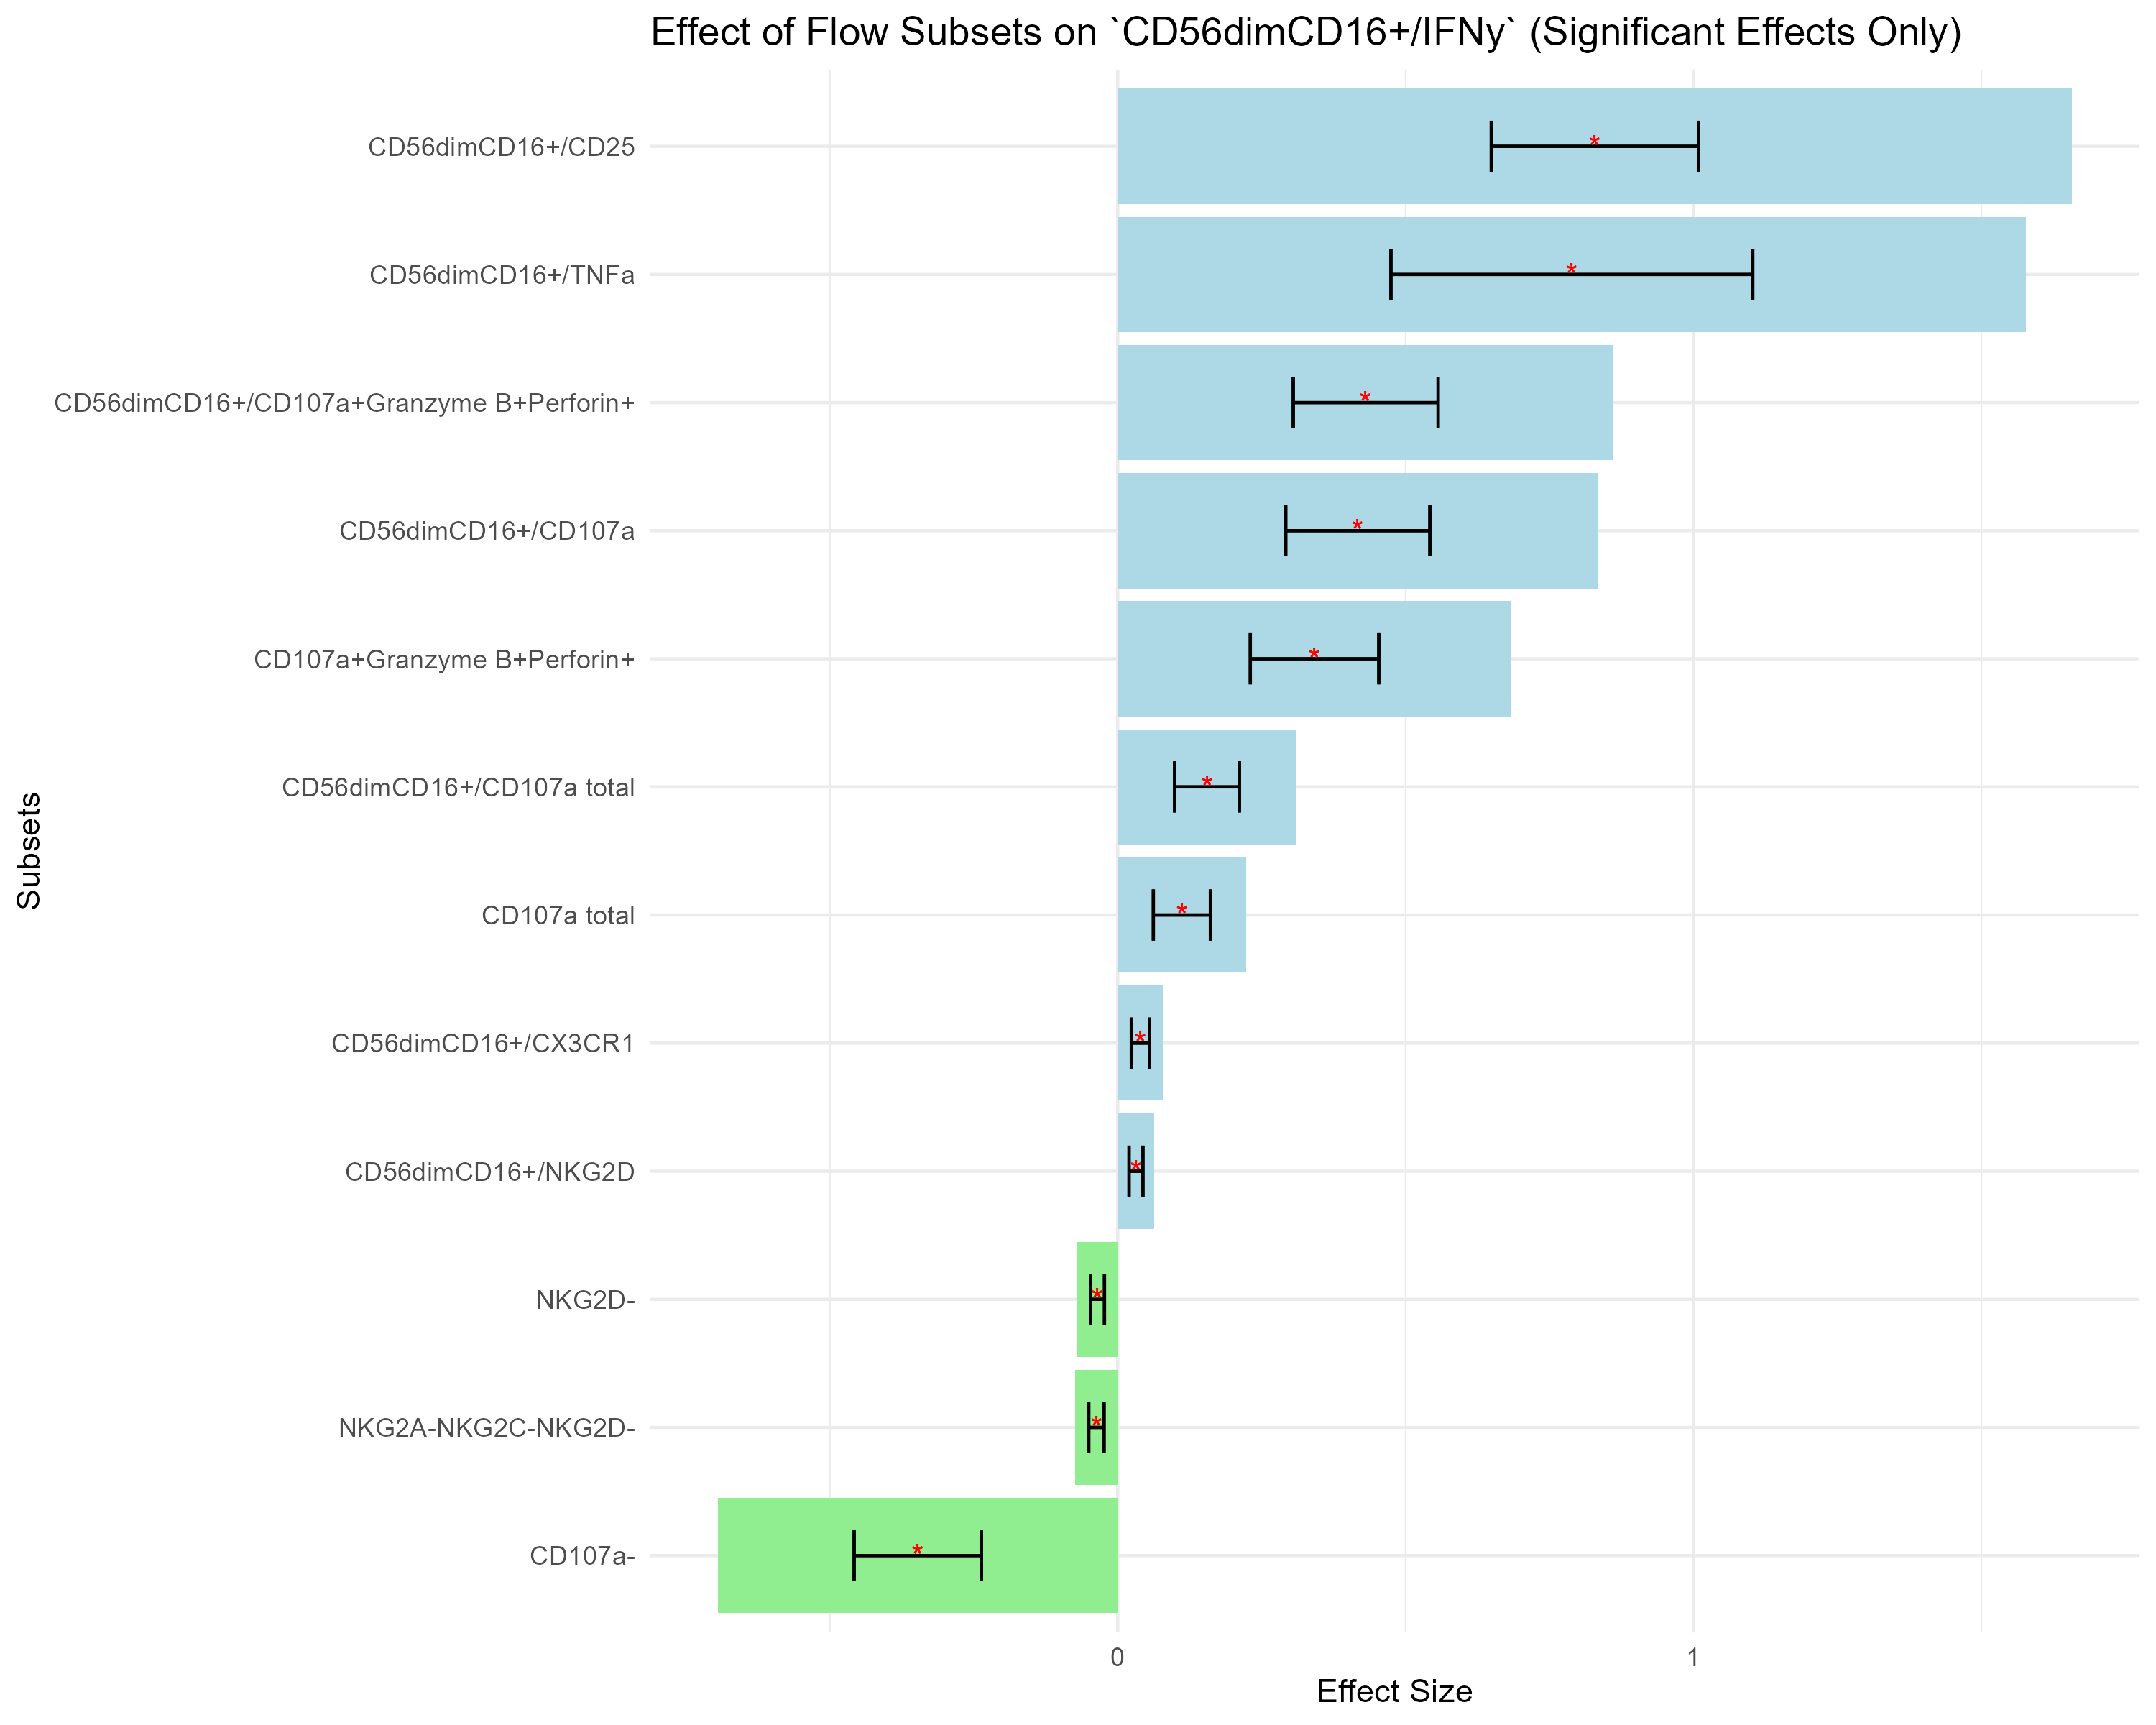 Effect of Flow Subsets on `CD56dimCD16+/IFNy` (Significant Effects Only)
CD56dimCD16+/CD25
*
CD56dimCD16+/TNFa
*
CD56dimCD16+/CD107a+Granzyme B+Perforin+
*
CD56dimCD16+/CD107a
*
CD107a+Granzyme B+Perforin+
*
CD56dimCD16+/CD107a total
*
Subsets
CD107a total
*
CD56dimCD16+/CX3CR1
*
CD56dimCD16+/NKG2D
*
NKG2D-
*
NKG2A-NKG2C-NKG2D-
*
CD107a-
*
0 1
Effect Size